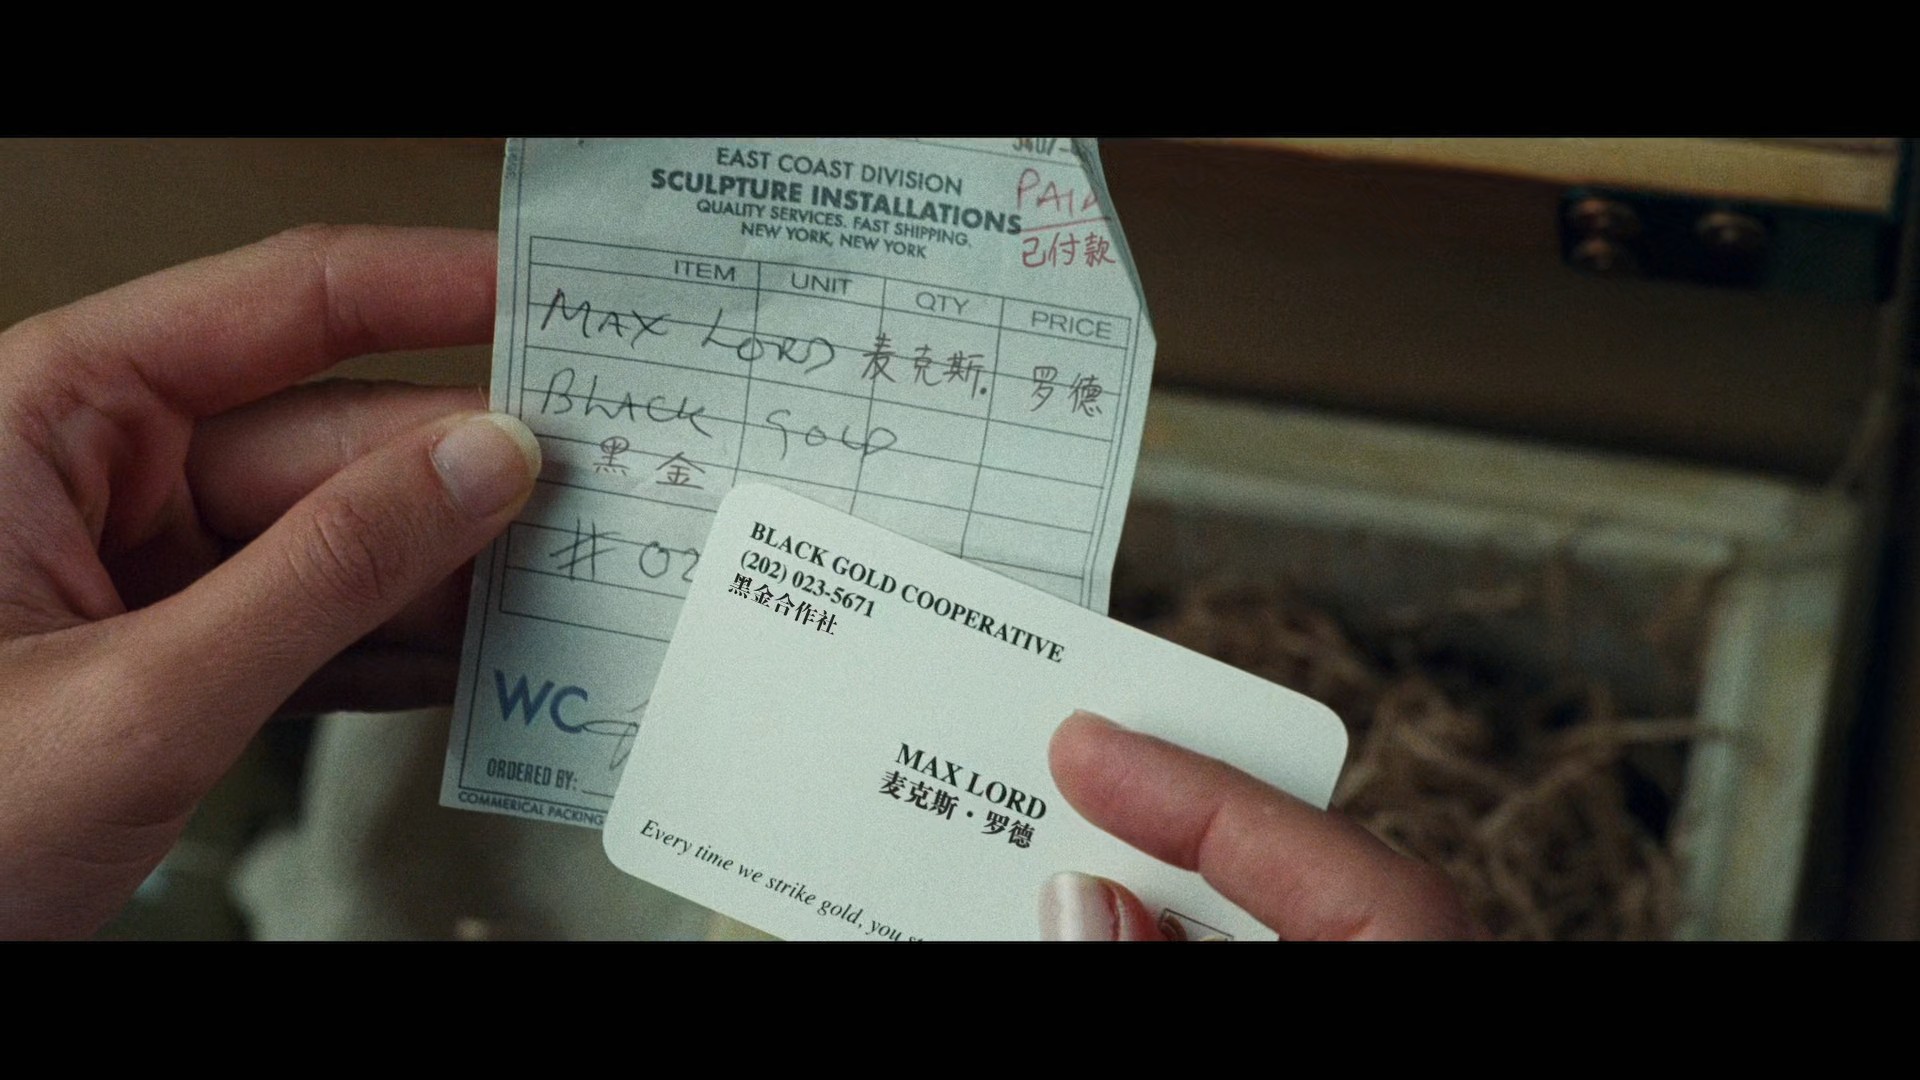 EAST COAST DIVISION
SCULPTURE INSTALLATIONS
QUALITY SERVICES. FAST SHIPPING.
NEW YORK, NEW YORK
PAID
已付款
ITEM UNIT QTY PRICE
MAX LORD 麦克斯.罗德
BLACK GOLD
黑金
# 02
WC
ORDERED BY:
COMMERICAL PACKING
BLACK GOLD COOPERATIVE
(202) 023-5671
黑金合作社
MAX LORD
麦克斯·罗德
Every time we strike gold, you